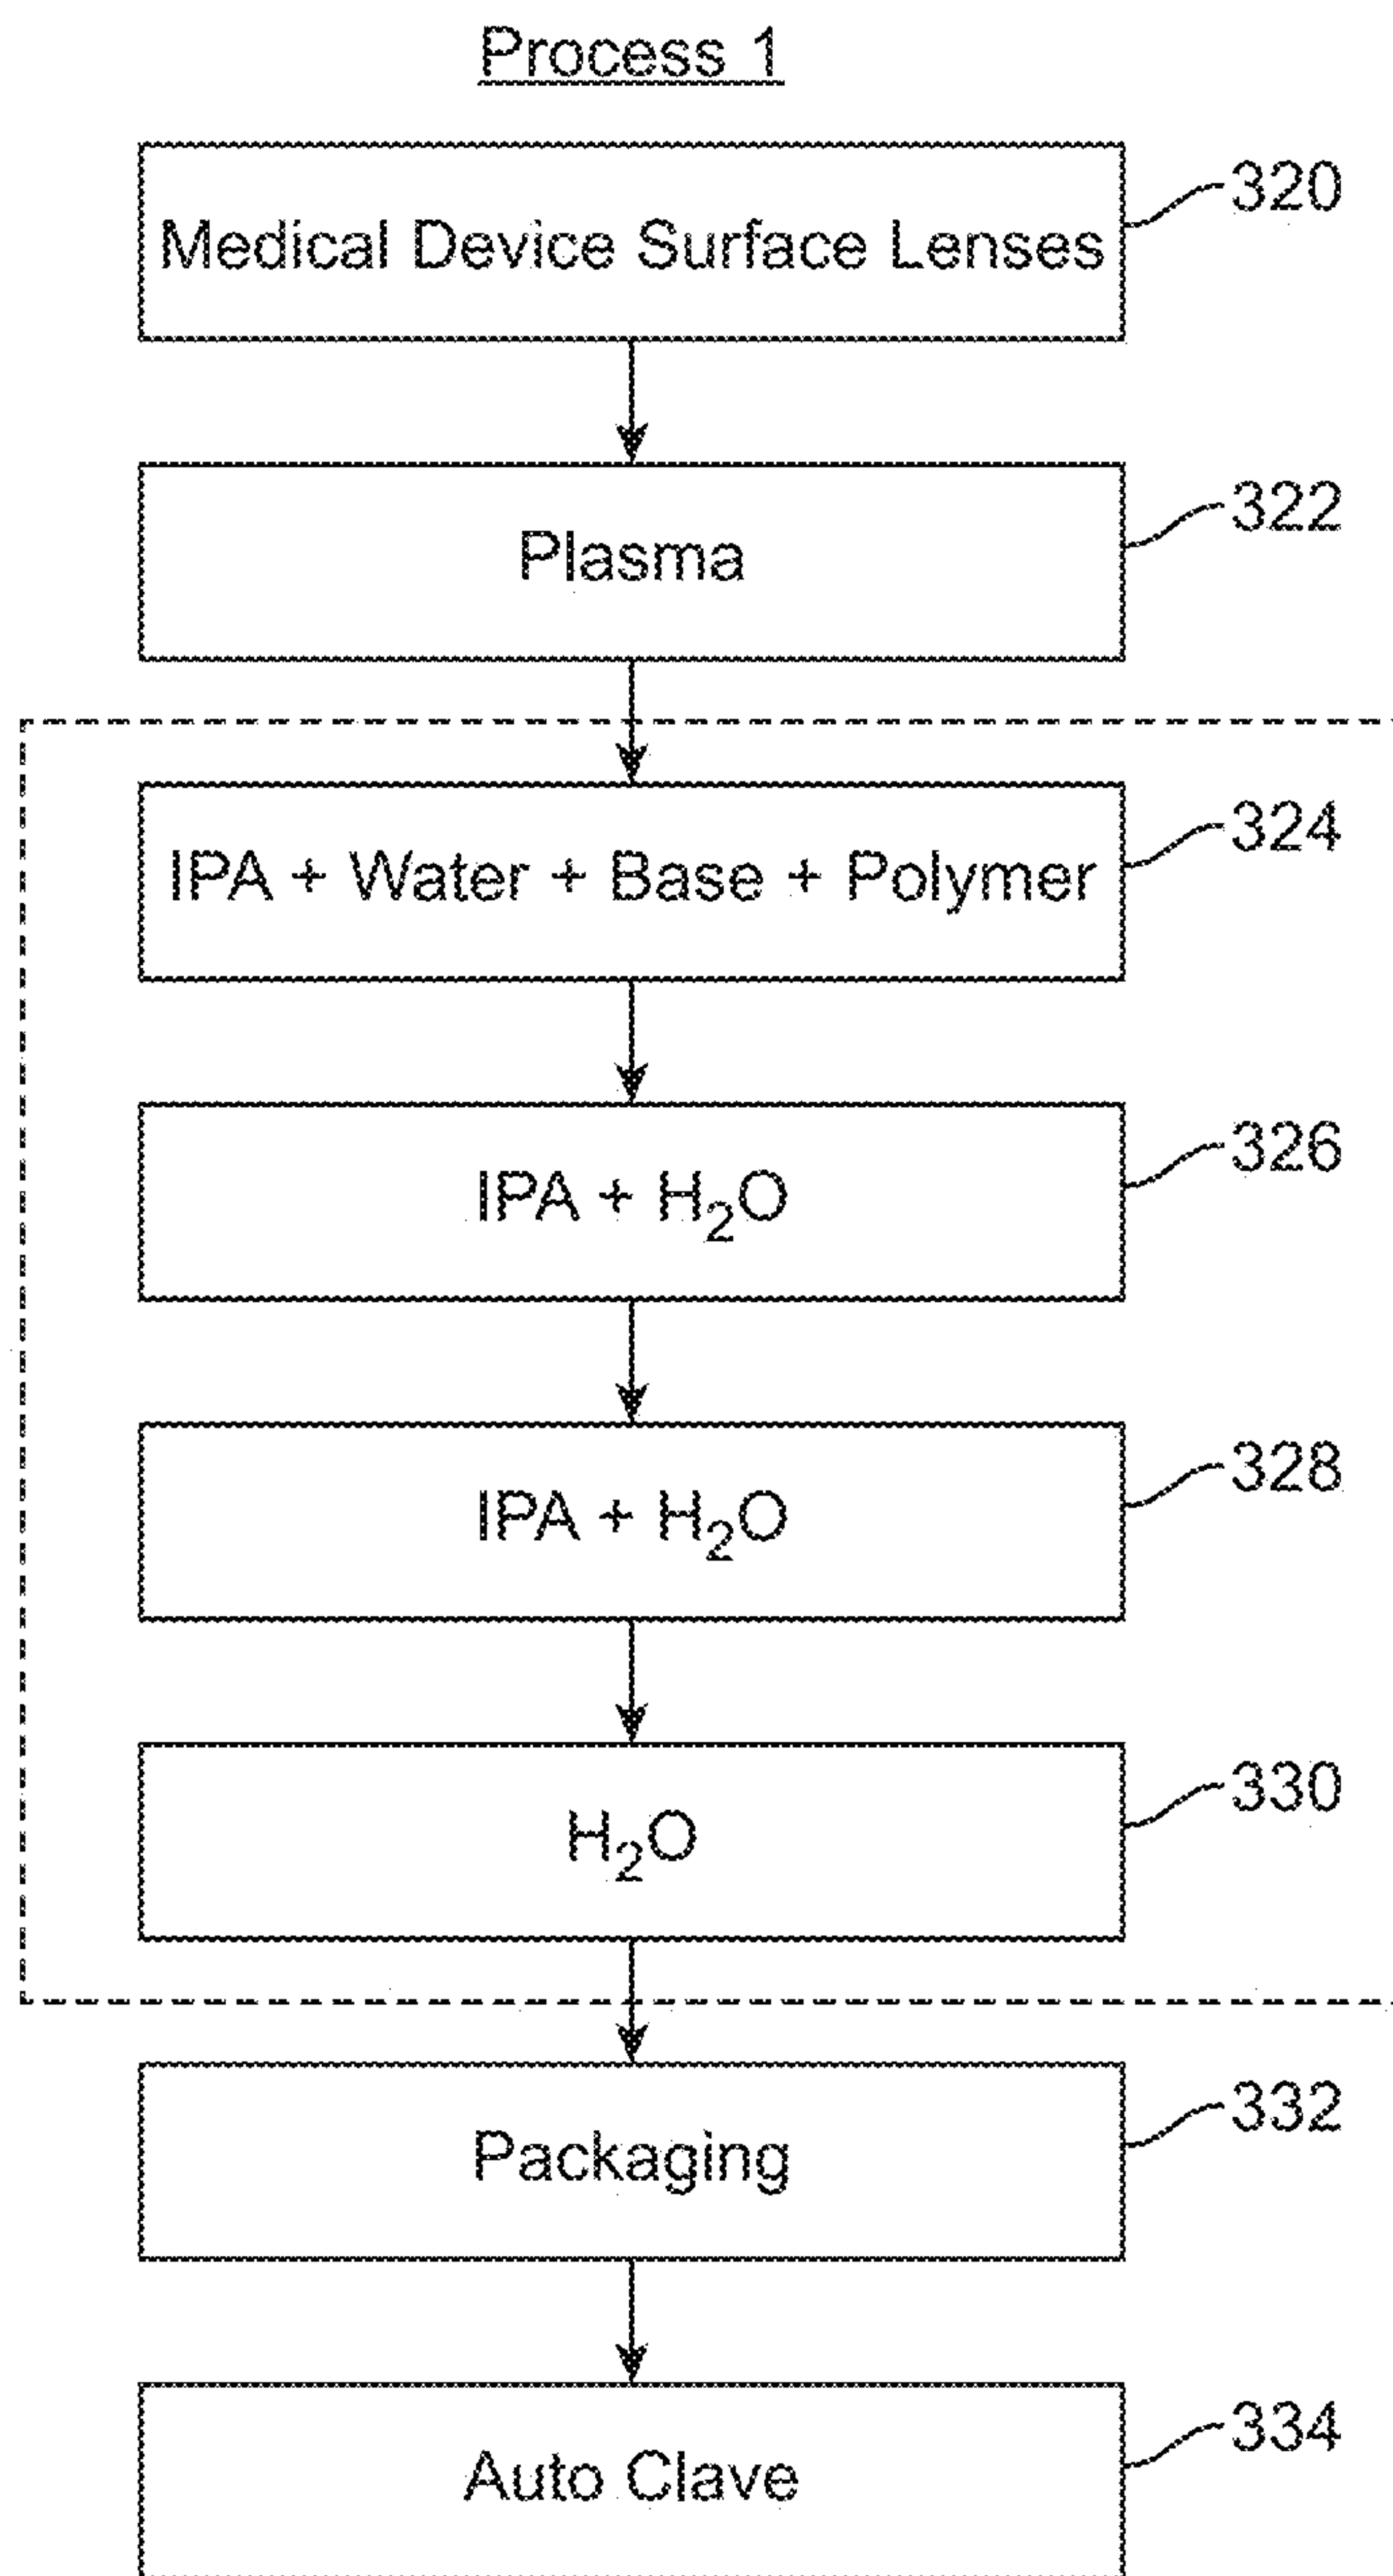 Process 1
Medical Device Surface Lenses
320
Plasma
322
IPA + Water + Base + Polymer
324
IPA + H₂O
326
IPA + H₂O
328
H₂O
330
Packaging
332
Auto Clave
334